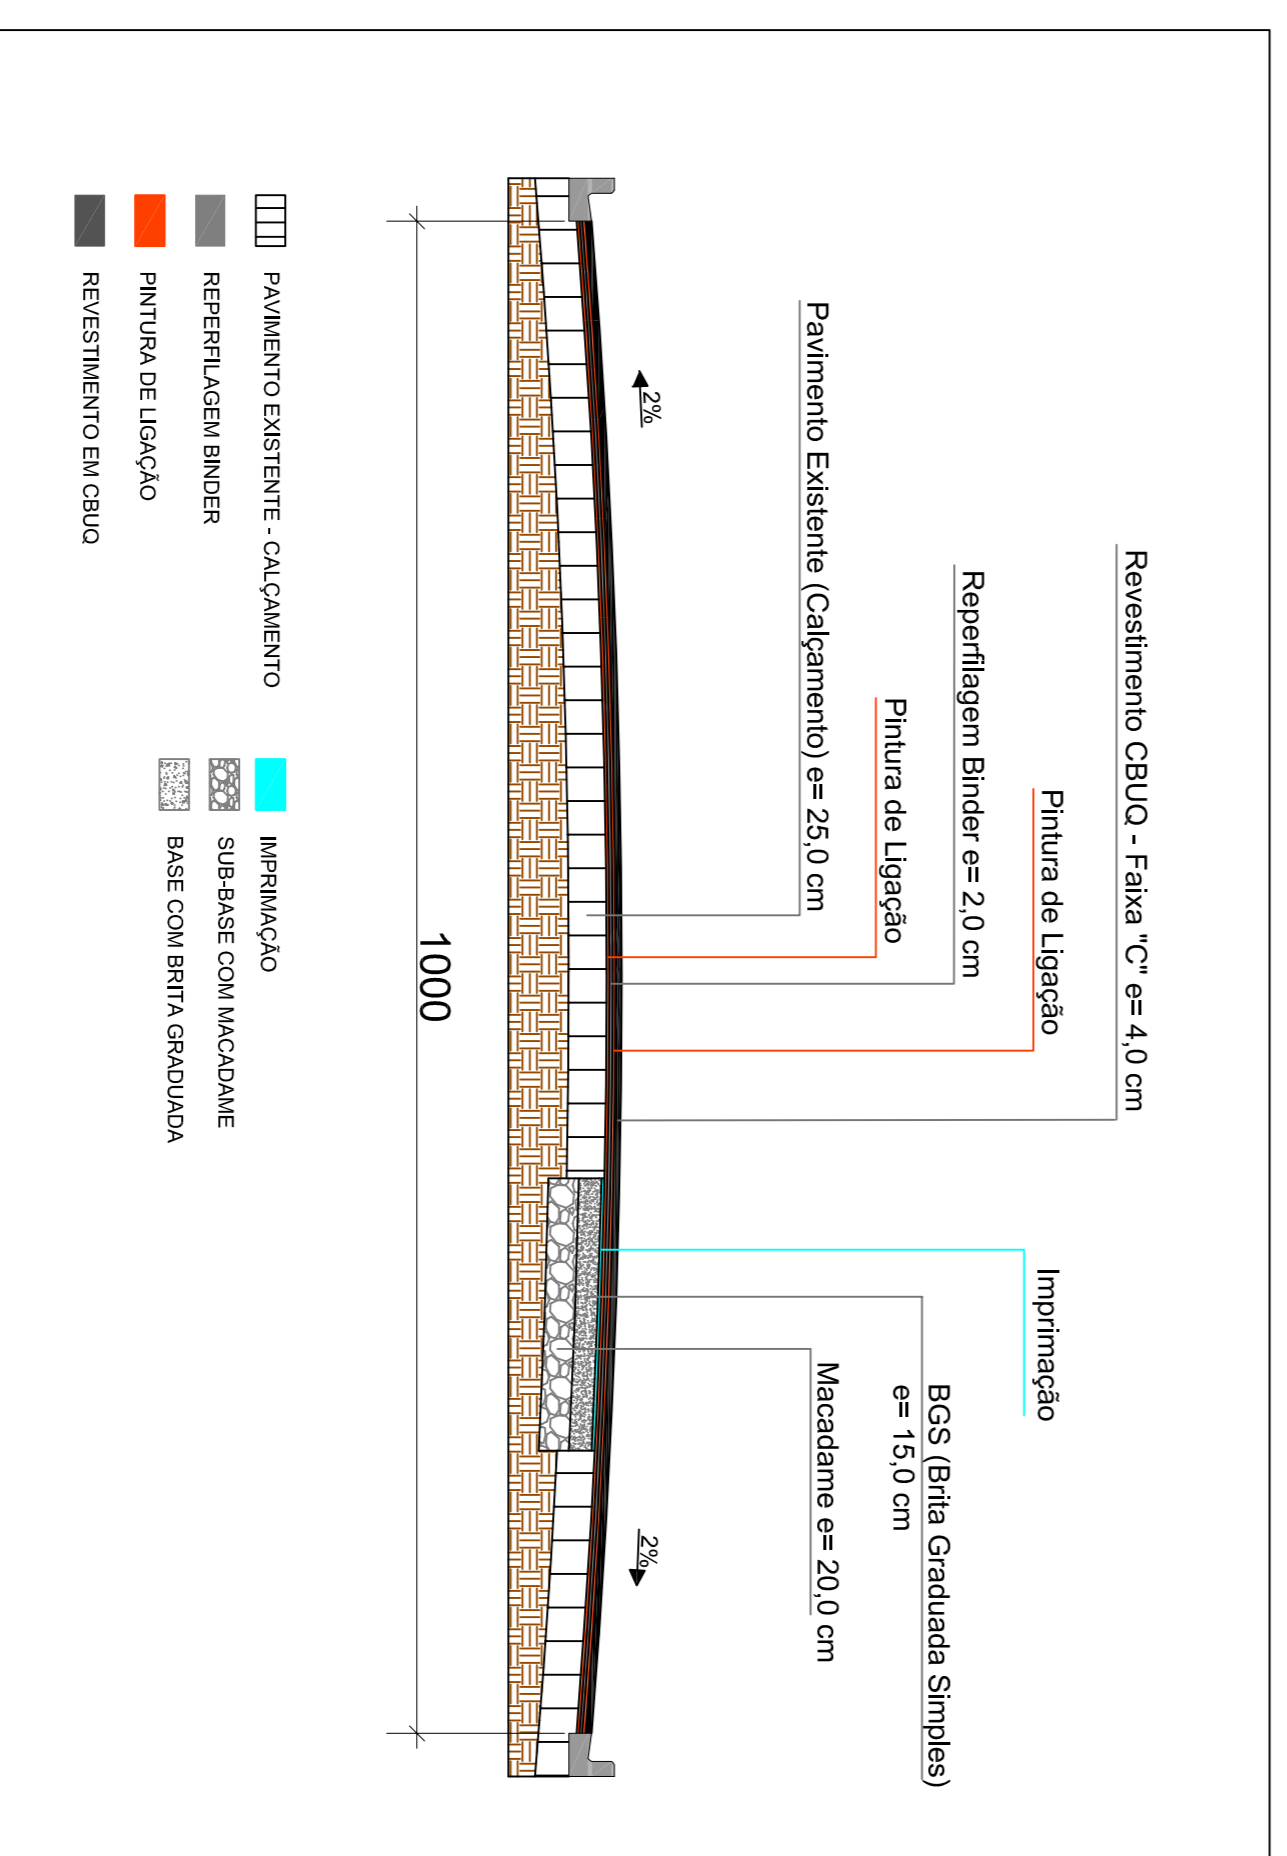 Revestimento CBUQ - Faixa "C" e= 4,0 cm
Pintura de Ligação
Imprimação
Reperfilagem Binder e= 2,0 cm
BGS (Brita Graduada Simples)
e= 15,0 cm
Pintura de Ligação
Pavimento Existente (Calçamento) e= 25,0 cm
Macadame e= 20,0 cm
2%
2%
1000
PAVIMENTO EXISTENTE - CALÇAMENTO
REPERFILAGEM BINDER
PINTURA DE LIGAÇÃO
REVESTIMENTO EM CBUQ
IMPRIMAÇÃO
SUB-BASE COM MACADAME
BASE COM BRITA GRADUADA